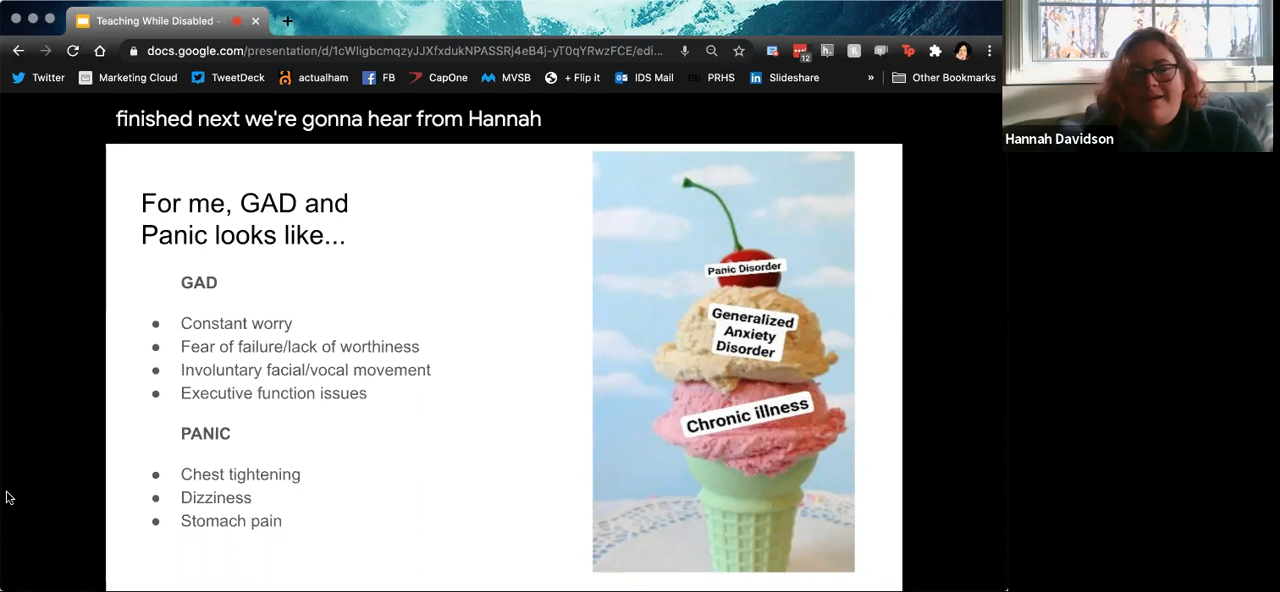 Teaching While Disabled -
docs.google.com/presentation/d/1cWligbcmqzyJJXfxdukNPASSRj4eB4j-yT0qYRwzFCE/edi...
12
Tp
Twitter
Marketing Cloud
TweetDeck
actualham
FB
CapOne
MVSB
+ Flip it
IDS Mail
Bb PRHS
Slideshare
»
Other Bookmarks
finished next we're gonna hear from Hannah
Hannah Davidson
For me, GAD and
Panic looks like...
GAD
● Constant worry
● Fear of failure/lack of worthiness
● Involuntary facial/vocal movement
● Executive function issues
PANIC
● Chest tightening
● Dizziness
● Stomach pain
Panic Disorder
Generalized
Anxiety
Disorder
Chronic illness